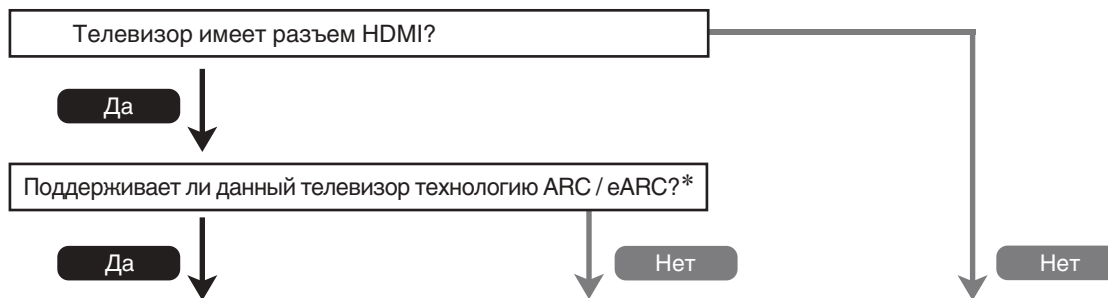 Телевизор имеет разъем HDMI?
Да
Поддерживает ли данный телевизор технологию ARC / eARC?*
Да
Нет
Нет